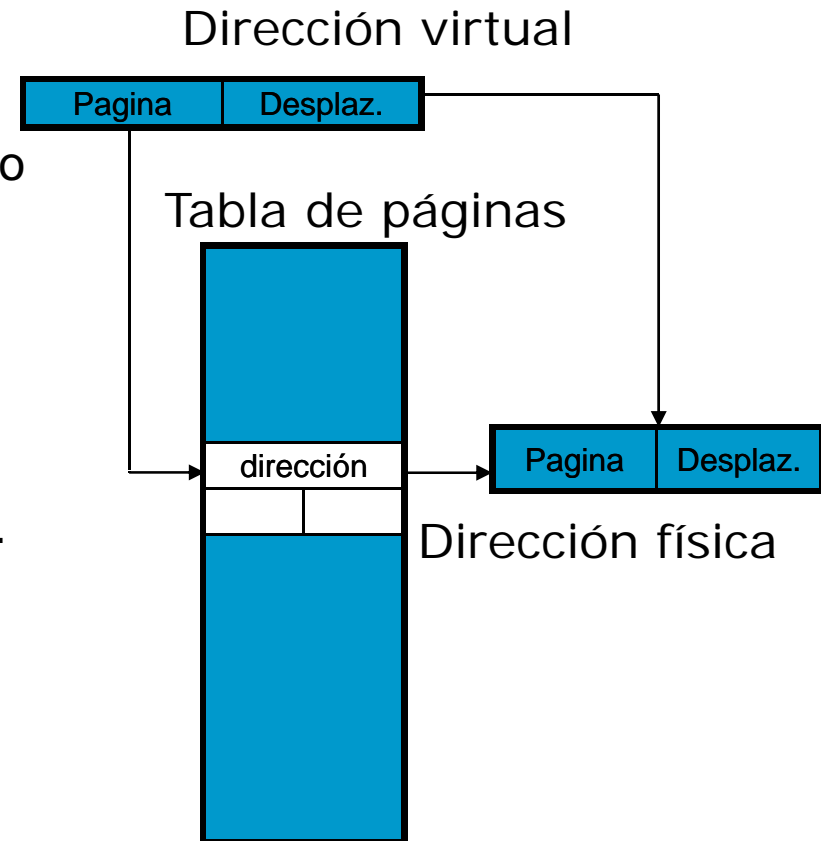 Dirección virtual
Pagina Desplaz.
o
Tabla de páginas
dirección
Pagina Desplaz.
.
Dirección física